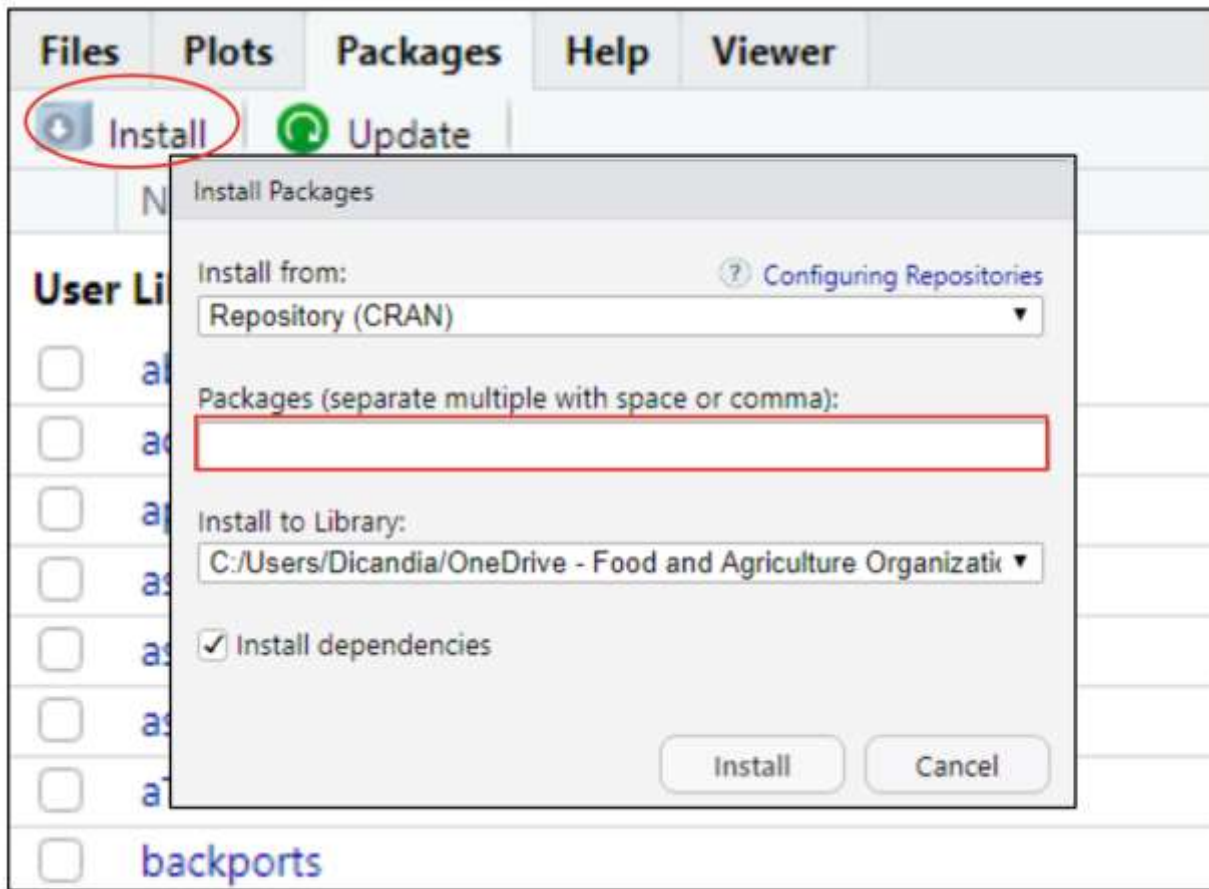 Files Plots Packages Help Viewer
Install Update
Install Packages
Install from:
Configuring Repositories
Repository (CRAN)
User Li
Packages (separate multiple with space or comma):
Install to Library:
C:/Users/Dicandia/OneDrive - Food and Agriculture Organizati
Install dependencies
Install Cancel
backports